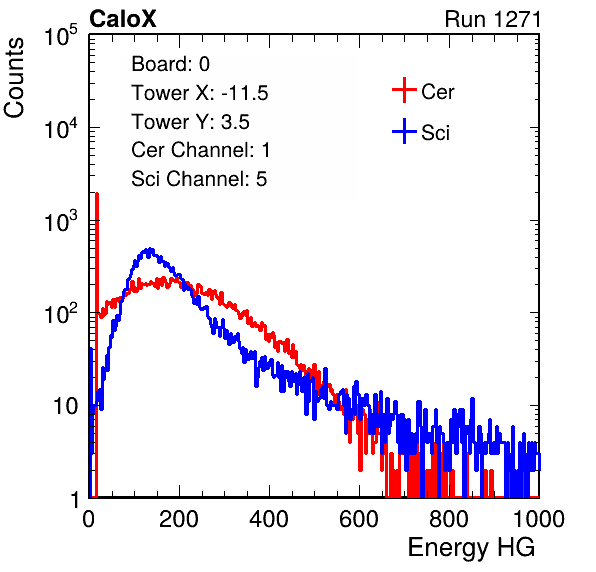 CaloX Run 1271
Counts
Board: 0
Tower X: -11.5
Tower Y: 3.5
Cer Channel: 1
Sci Channel: 5
Cer
Sci
10^5
10^4
10^3
10^2
10
1
0 200 400 600 800 1000
Energy HG